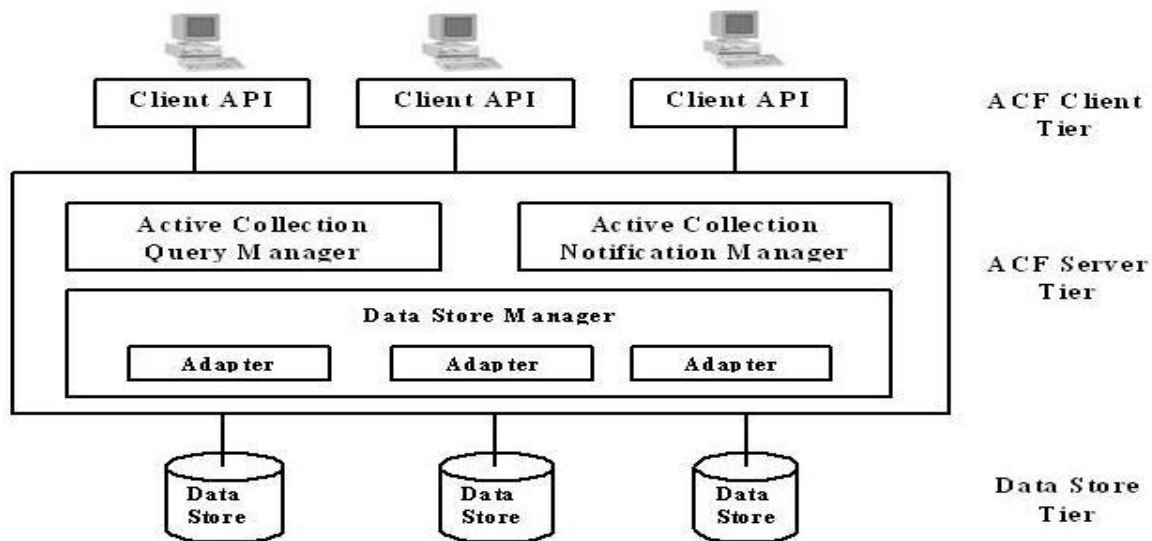 Client API
Client API
Client API
ACF Client
Tier
Active Collection
Query Manager
Active Collection
Notification Manager
ACF Server
Tier
Data Store Manager
Adapter
Adapter
Adapter
Data
Store
Data
Store
Data
Store
Data Store
Tier